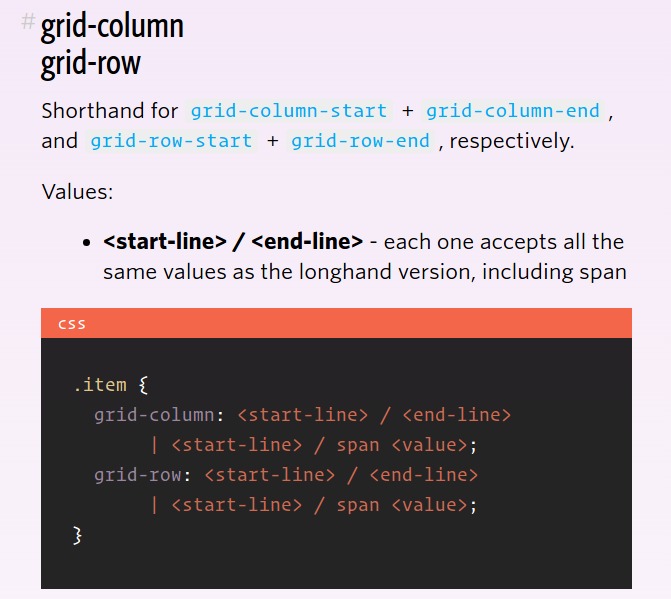 #grid-column
grid-row
Shorthand for grid-column-start + grid-column-end,
and grid-row-start + grid-row-end, respectively.
Values:
• <start-line> / <end-line> - each one accepts all the
same values as the longhand version, including span
css
.item {
  grid-column: <start-line> / <end-line>
       | <start-line> / span <value>;
  grid-row: <start-line> / <end-line>
       | <start-line> / span <value>;
}